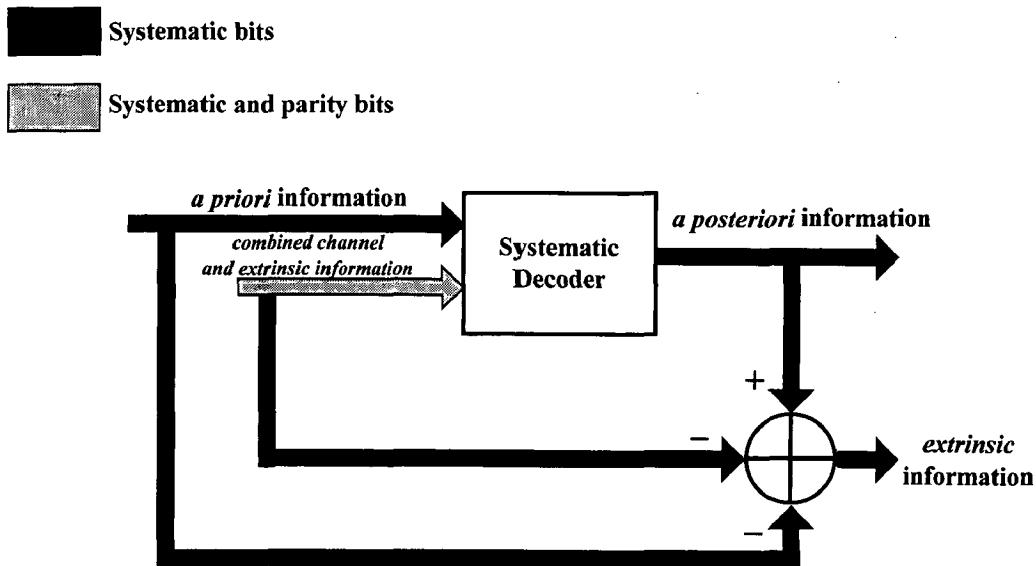 Systematic bits
Systematic and parity bits
a priori information
combined channel
and extrinsic information
Systematic
Decoder
a posteriori information
+
−
−
extrinsic
information